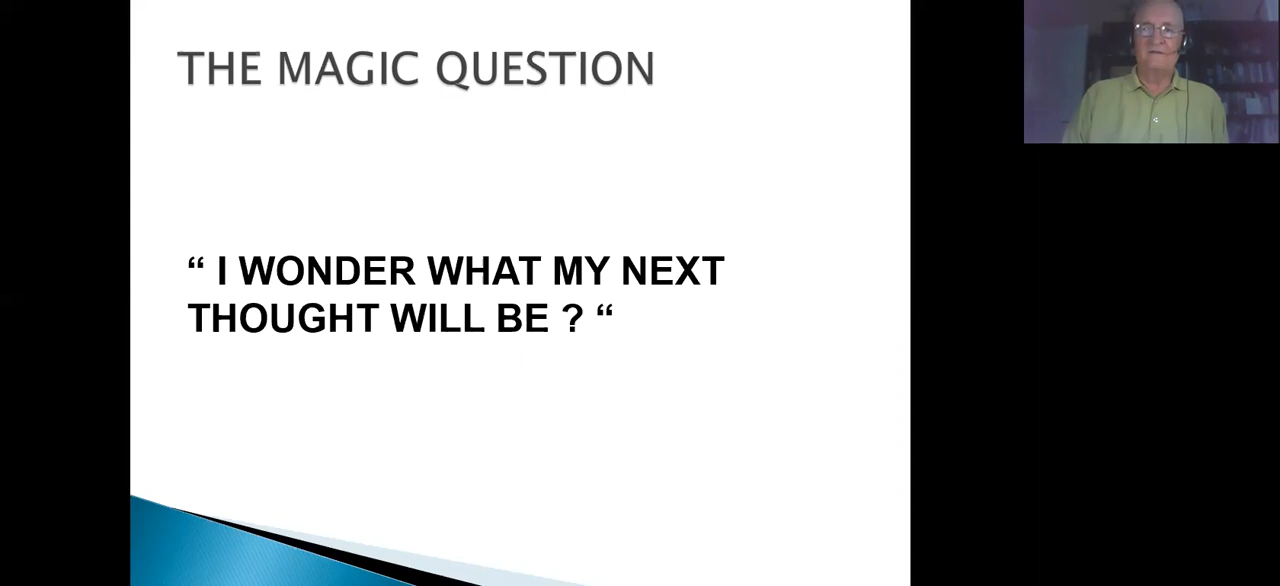 THE MAGIC QUESTION
“ I WONDER WHAT MY NEXT
THOUGHT WILL BE ? “